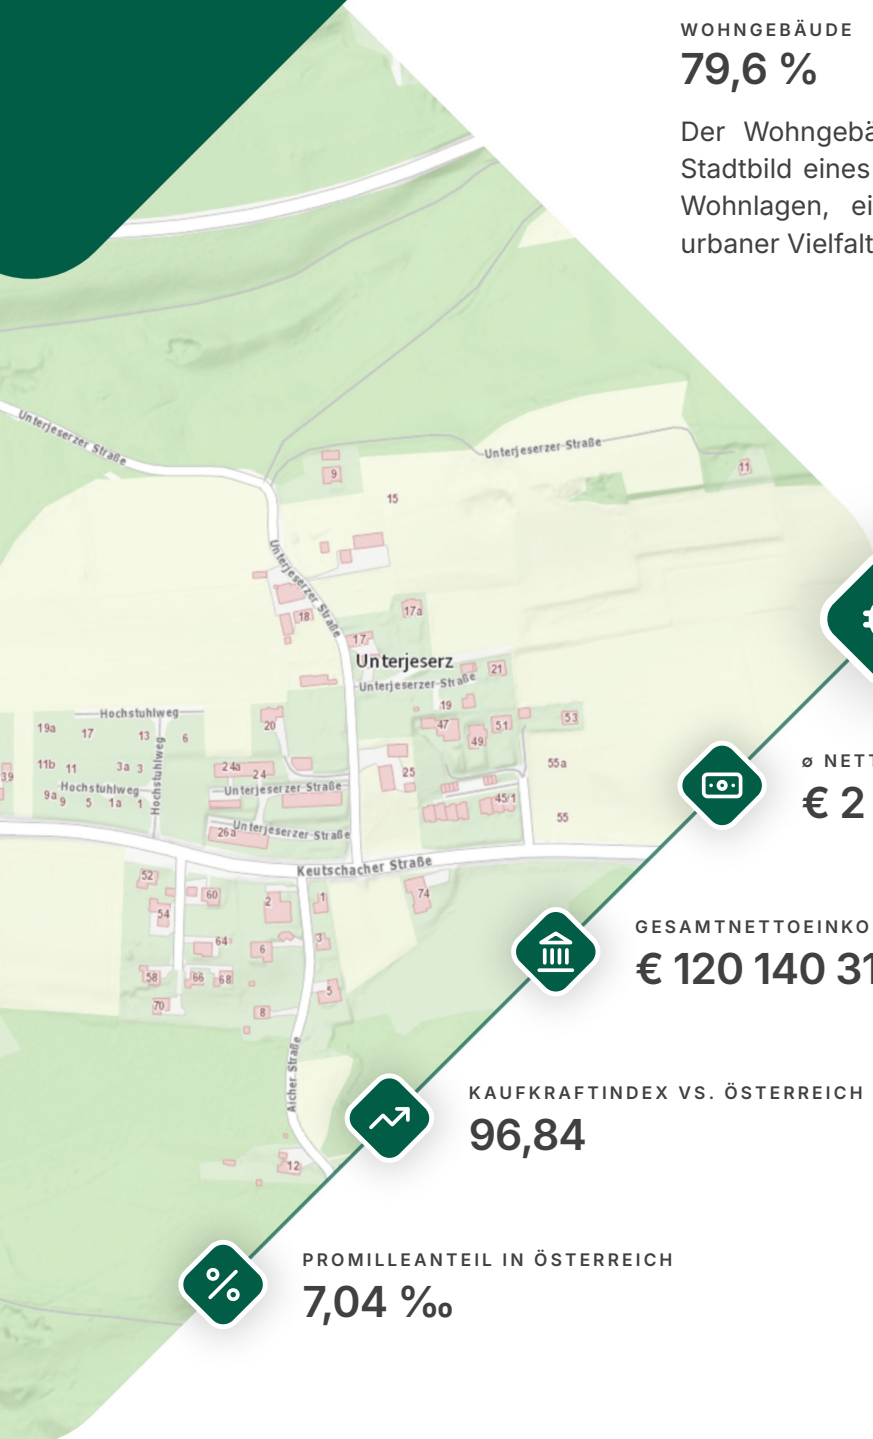 WOHNGEBÄUDE
79,6 %
Der Wohngebä
Stadtbild eines
Wohnlagen, ei
urbaner Vielfalt
Unterjeserzer Straße
Unterjeserzer-Straße
11
9
15
Unterjeserzer Straße
18
17a
17
Unterjeserz
21
Unterjeserzer-Straße
19
Hochstuhlweg
19a
17
13
6
20
47
51
53
49
Hochstuhlweg
11b
11
3a
3
24a
24
25
55a
39
Hochstuhlweg
9a
9
5
1a
1
Unterjeserzer Straße
45/1
55
26a
Unterjeserzer Straße
Keutschacher Straße
52
60
2
1
74
54
64
6
3
58
66
68
5
70
8
Aicher Straße
12
ø NETT
€ 2
GESAMTNETTOEINKO
€ 120 140 31
KAUFKRAFTINDEX VS. ÖSTERREICH
96,84
PROMILLEANTEIL IN ÖSTERREICH
7,04 ‰